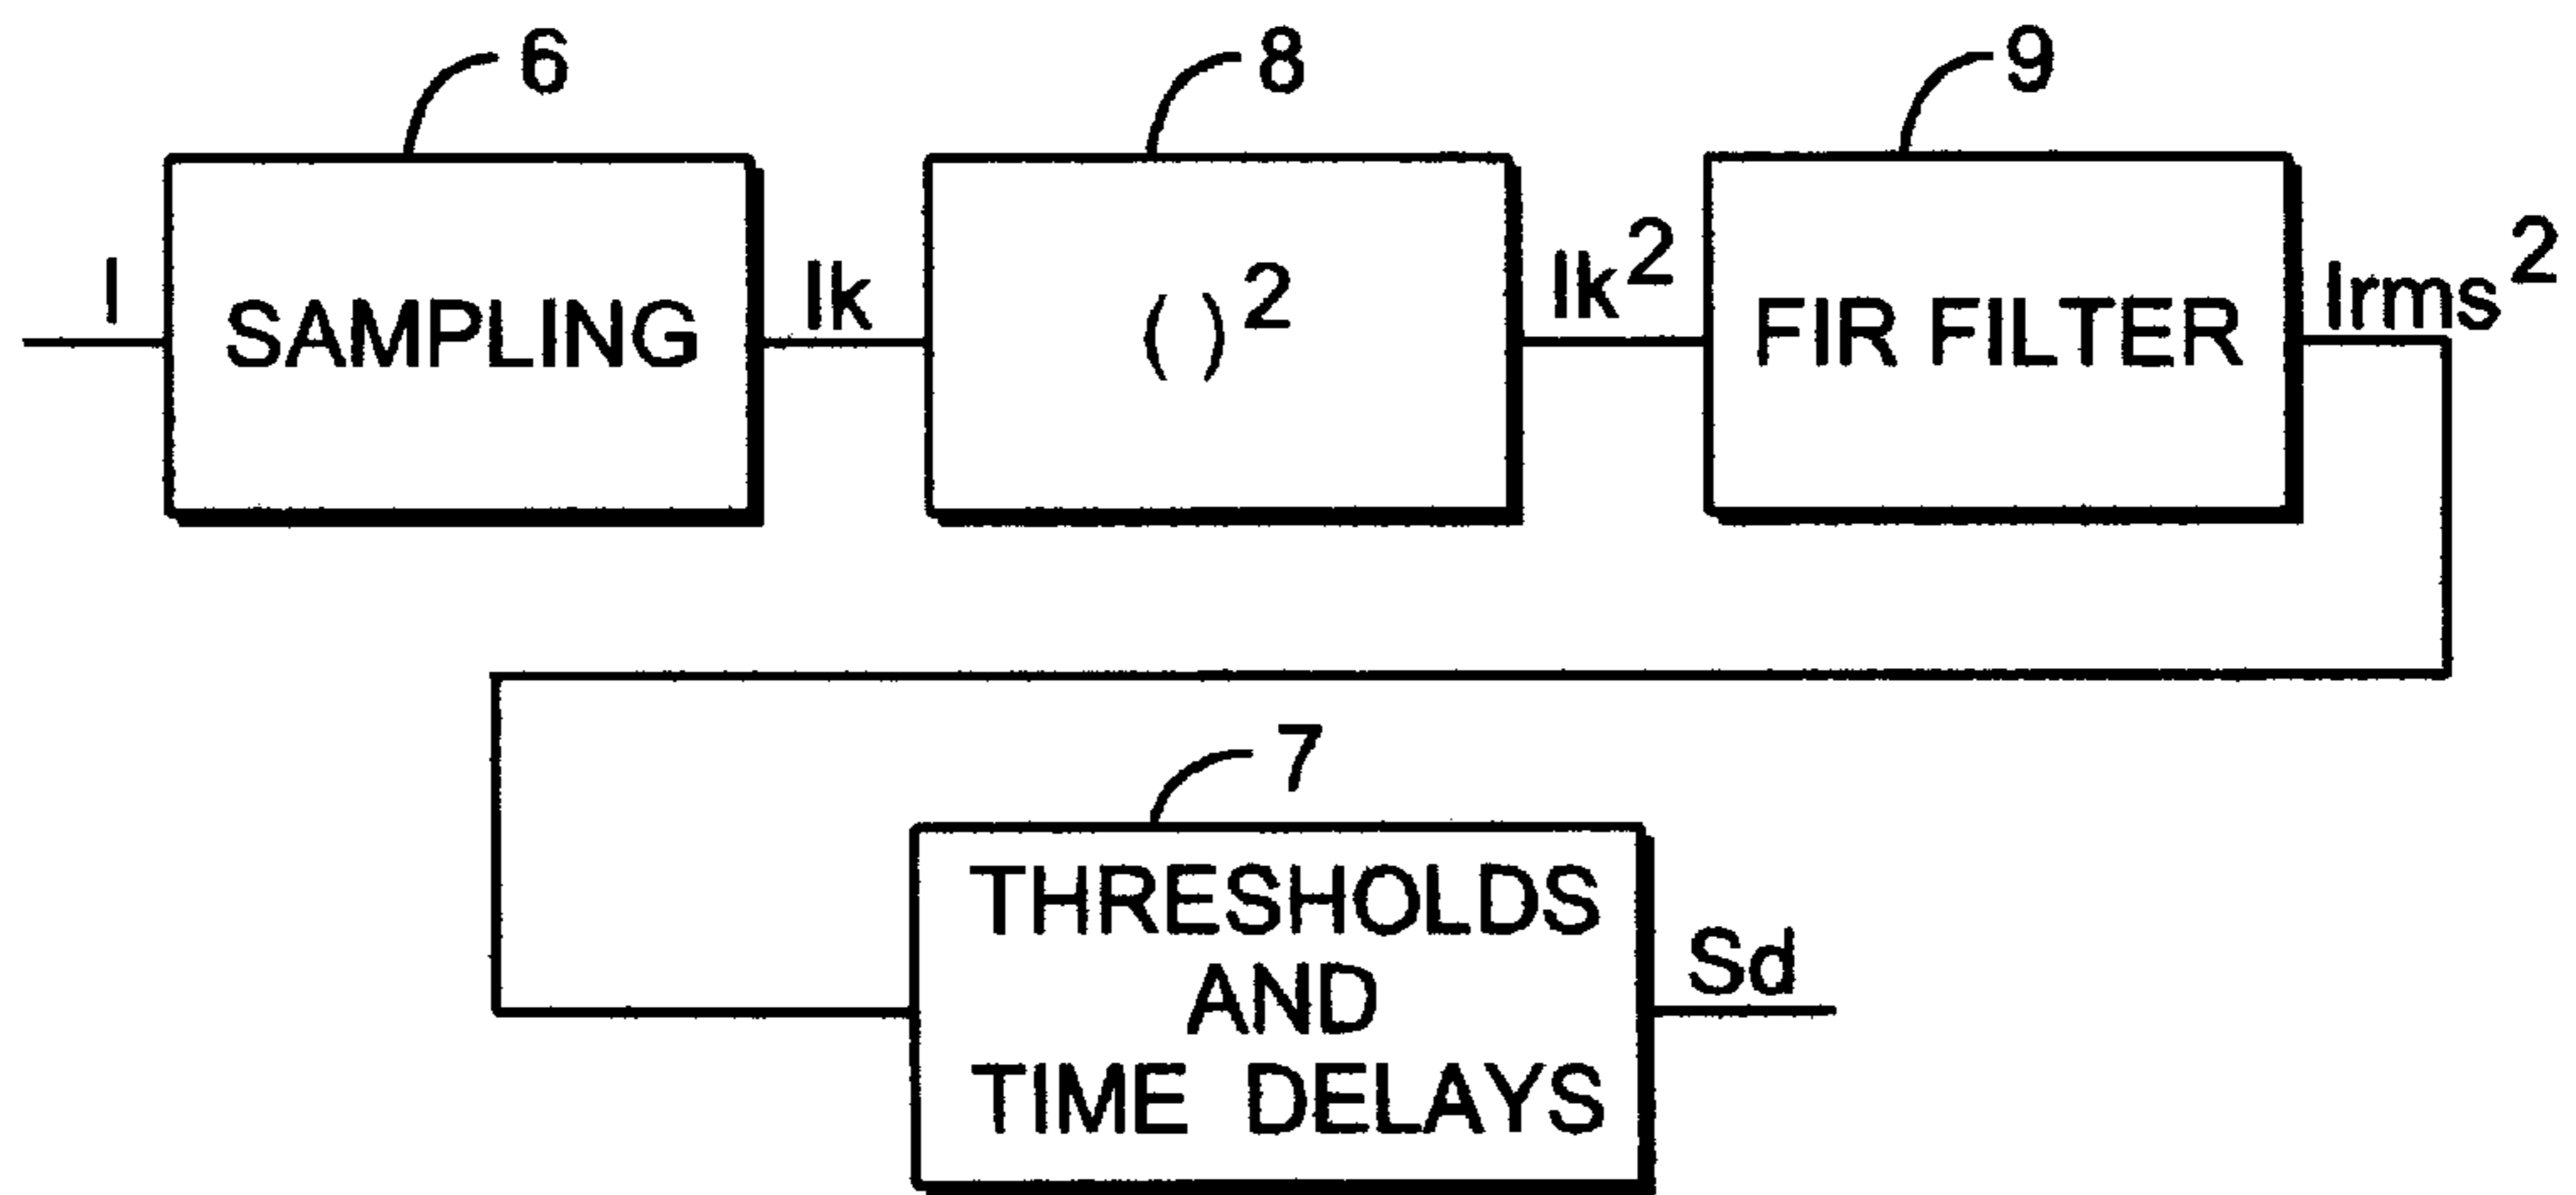 6
8
9
I
SAMPLING
Ik
( )²
Ik²
FIR FILTER
Irms²
7
THRESHOLDS
AND
TIME DELAYS
Sd